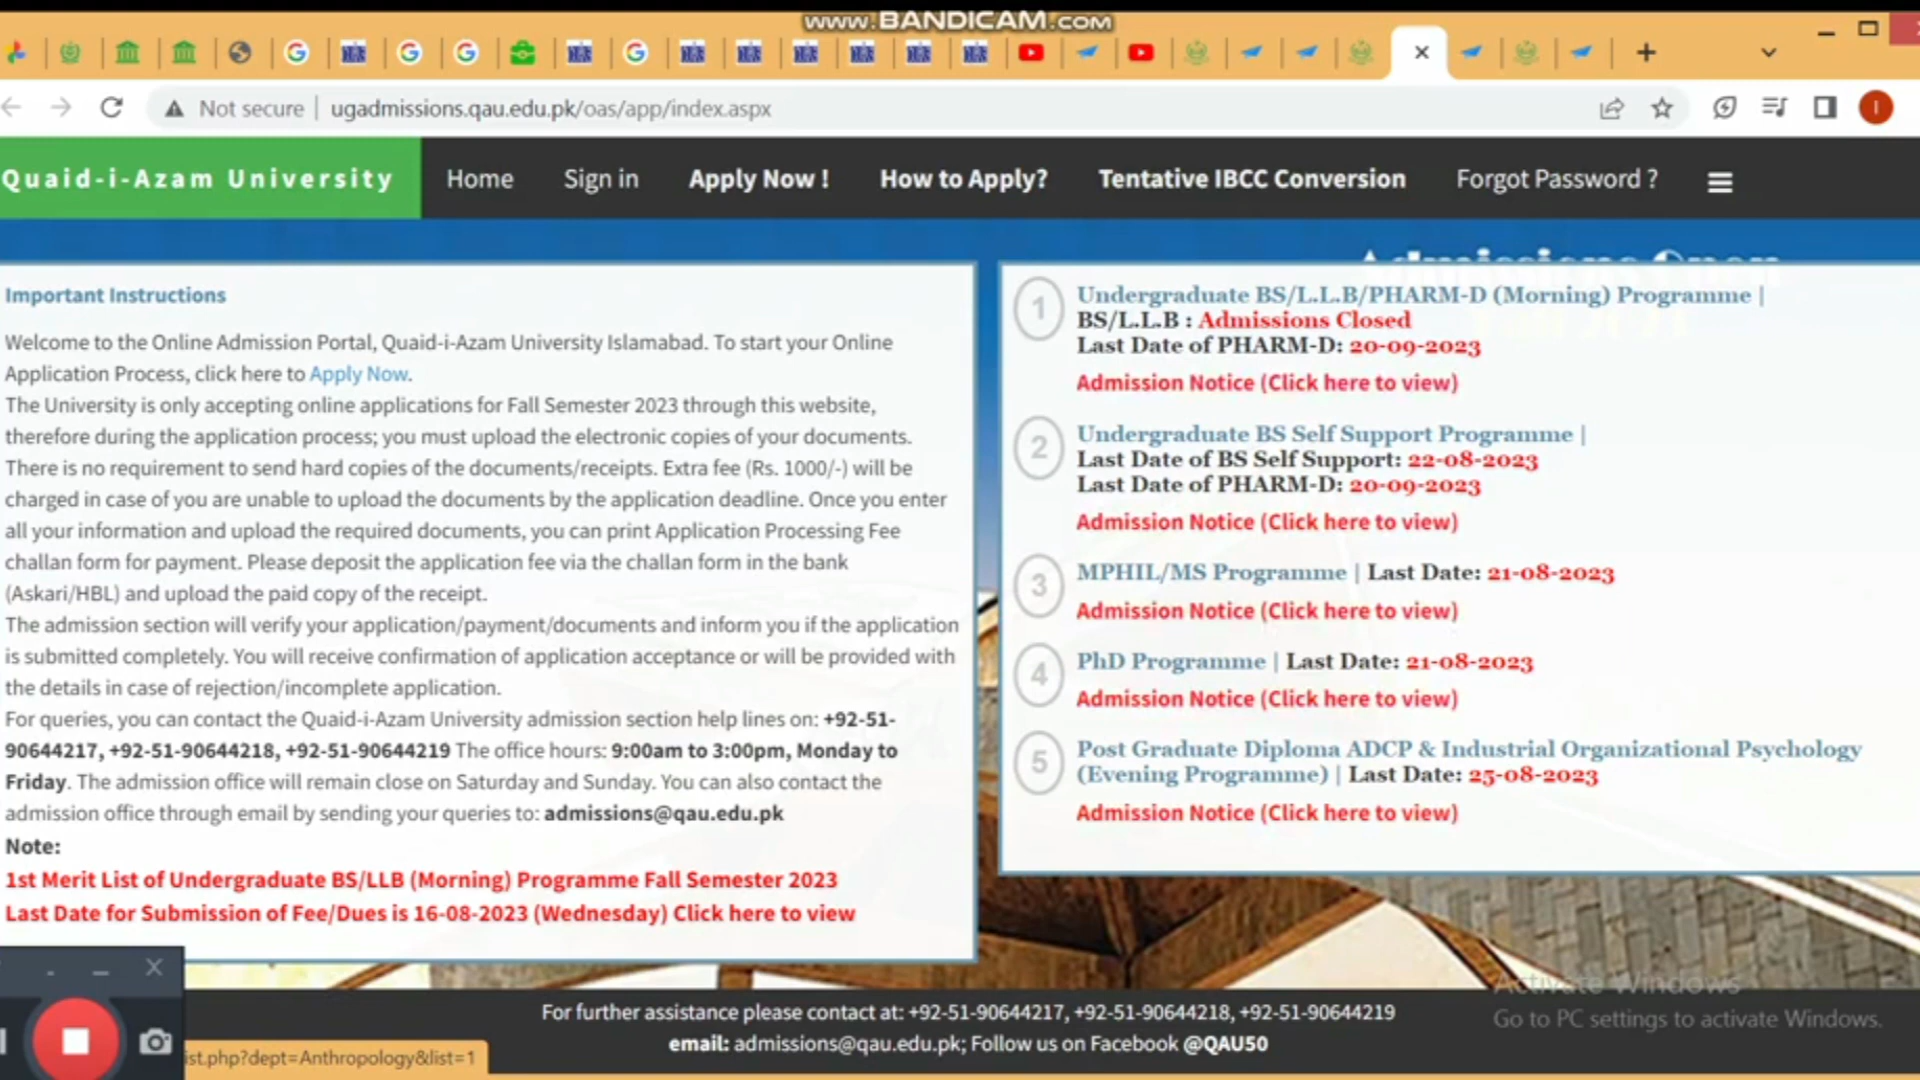 www.BANDICAM.com
Not secure | ugadmissions.qau.edu.pk/oas/app/index.aspx
Quaid-i-Azam University
Home
Sign in
Apply Now !
How to Apply?
Tentative IBCC Conversion
Forgot Password ?
Admissions Open
Important Instructions
Welcome to the Online Admission Portal, Quaid-i-Azam University Islamabad. To start your Online
Application Process, click here to Apply Now.
The University is only accepting online applications for Fall Semester 2023 through this website,
therefore during the application process; you must upload the electronic copies of your documents.
There is no requirement to send hard copies of the documents/receipts. Extra fee (Rs. 1000/-) will be
charged in case of you are unable to upload the documents by the application deadline. Once you enter
all your information and upload the required documents, you can print Application Processing Fee
challan form for payment. Please deposit the application fee via the challan form in the bank
(Askari/HBL) and upload the paid copy of the receipt.
The admission section will verify your application/payment/documents and inform you if the application
is submitted completely. You will receive confirmation of application acceptance or will be provided with
the details in case of rejection/incomplete application.
For queries, you can contact the Quaid-i-Azam University admission section help lines on: +92-51-
90644217, +92-51-90644218, +92-51-90644219 The office hours: 9:00am to 3:00pm, Monday to
Friday. The admission office will remain close on Saturday and Sunday. You can also contact the
admission office through email by sending your queries to: admissions@qau.edu.pk
Note:
1st Merit List of Undergraduate BS/LLB (Morning) Programme Fall Semester 2023
Last Date for Submission of Fee/Dues is 16-08-2023 (Wednesday) Click here to view
1
Undergraduate BS/L.L.B/PHARM-D (Morning) Programme |
BS/L.L.B : Admissions Closed
Last Date of PHARM-D: 20-09-2023
Admission Notice (Click here to view)
2
Undergraduate BS Self Support Programme |
Last Date of BS Self Support: 22-08-2023
Last Date of PHARM-D: 20-09-2023
Admission Notice (Click here to view)
3
MPHIL/MS Programme | Last Date: 21-08-2023
Admission Notice (Click here to view)
4
PhD Programme | Last Date: 21-08-2023
Admission Notice (Click here to view)
5
Post Graduate Diploma ADCP & Industrial Organizational Psychology
(Evening Programme) | Last Date: 25-08-2023
Admission Notice (Click here to view)
Activate Windows
Go to PC settings to activate Windows.
For further assistance please contact at: +92-51-90644217, +92-51-90644218, +92-51-90644219
email: admissions@qau.edu.pk; Follow us on Facebook @QAU50
ist.php?dept=Anthropology&list=1